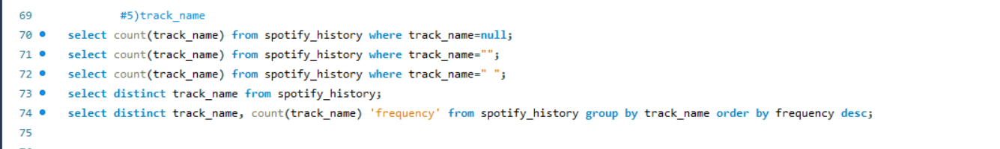 69 #5)track_name
70 select count(track_name) from spotify_history where track_name=null;
71 select count(track_name) from spotify_history where track_name="";
72 select count(track_name) from spotify_history where track_name=" ";
73 select distinct track_name from spotify_history;
74 select distinct track_name, count(track_name) 'frequency' from spotify_history group by track_name order by frequency desc;
75